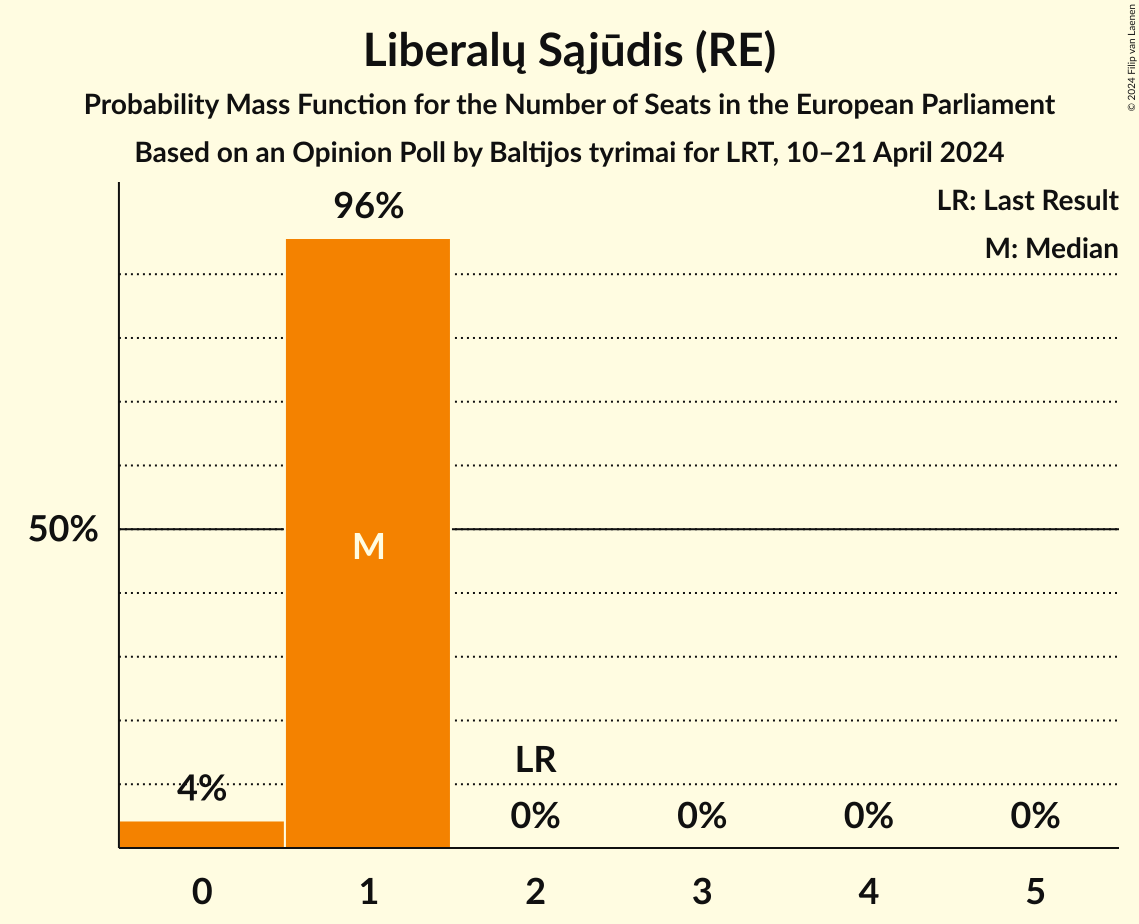 Liberalų Sąjūdis (RE)
Probability Mass Function for the Number of Seats in the European Parliament
Based on an Opinion Poll by Baltijos tyrimai for LRT, 10–21 April 2024
© 2024 Filip van Laenen
LR: Last Result
M: Median
96%
50%
M
4%
LR
0%
0%
0%
0%
0 1 2 3 4 5